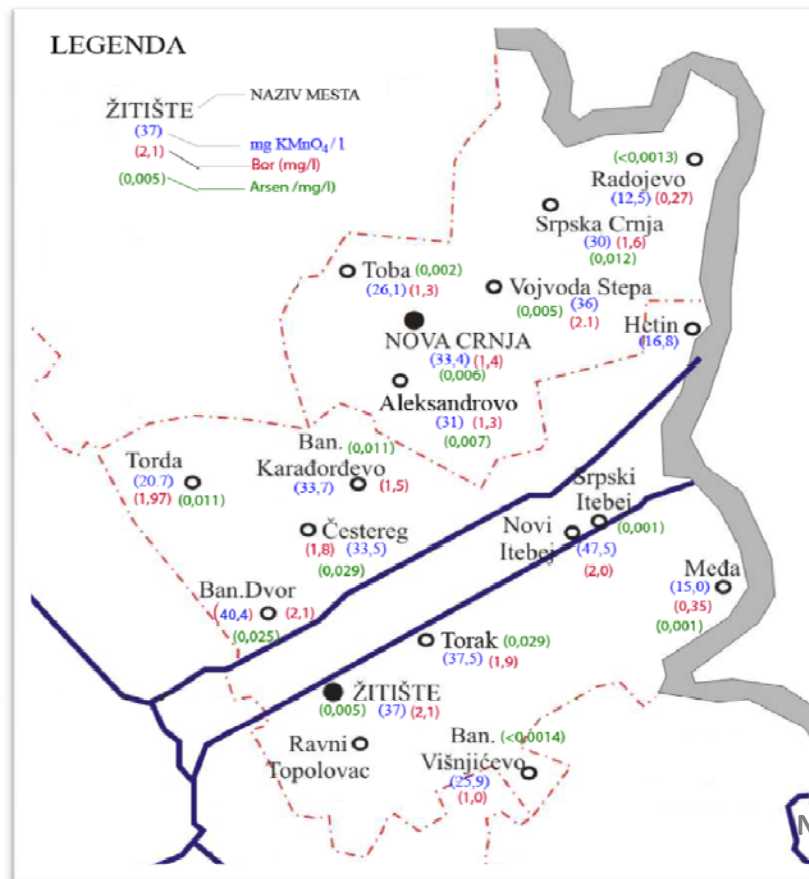 LEGENDA
ŽITIŠTE
NAZIV MESTA
(37)
mg KMnO₄ / l
(2,1)
Bor (mg/l)
(0,005)
Arsen /mg/l)
(<0,0013)
Radojevo
(12,5) (0,27)
Srpska Crnja
(30) (1,6)
(0,012)
Toba (0,002)
(26,1) (1,3)
Vojvoda Stepa
(0,005) (36)
(2.1)
Hetin
(16,8)
NOVA CRNJA
(33,4) (1,4)
(0,006)
Aleksandrovo
(31) (1,3)
(0,007)
Ban. (0,011)
Karađorđevo
(33,7) (1,5)
Torda
(20.7)
(1,97) (0,011)
Srpski
Itebej
(0,001)
Novi
Itebej (47,5)
(2,0)
Čestereg
(1,8) (33,5)
(0,029)
Međa
(15,0)
(0,35)
(0,001)
Ban.Dvor
(40,4) (2,1)
(0,025)
Torak (0,029)
(37,5) (1,9)
ŽITIŠTE
(0,005) (37) (2,1)
Ravni
Topolovac
Ban. (<0,0014)
Višnjićevo
(25,9)
(1,0)
N